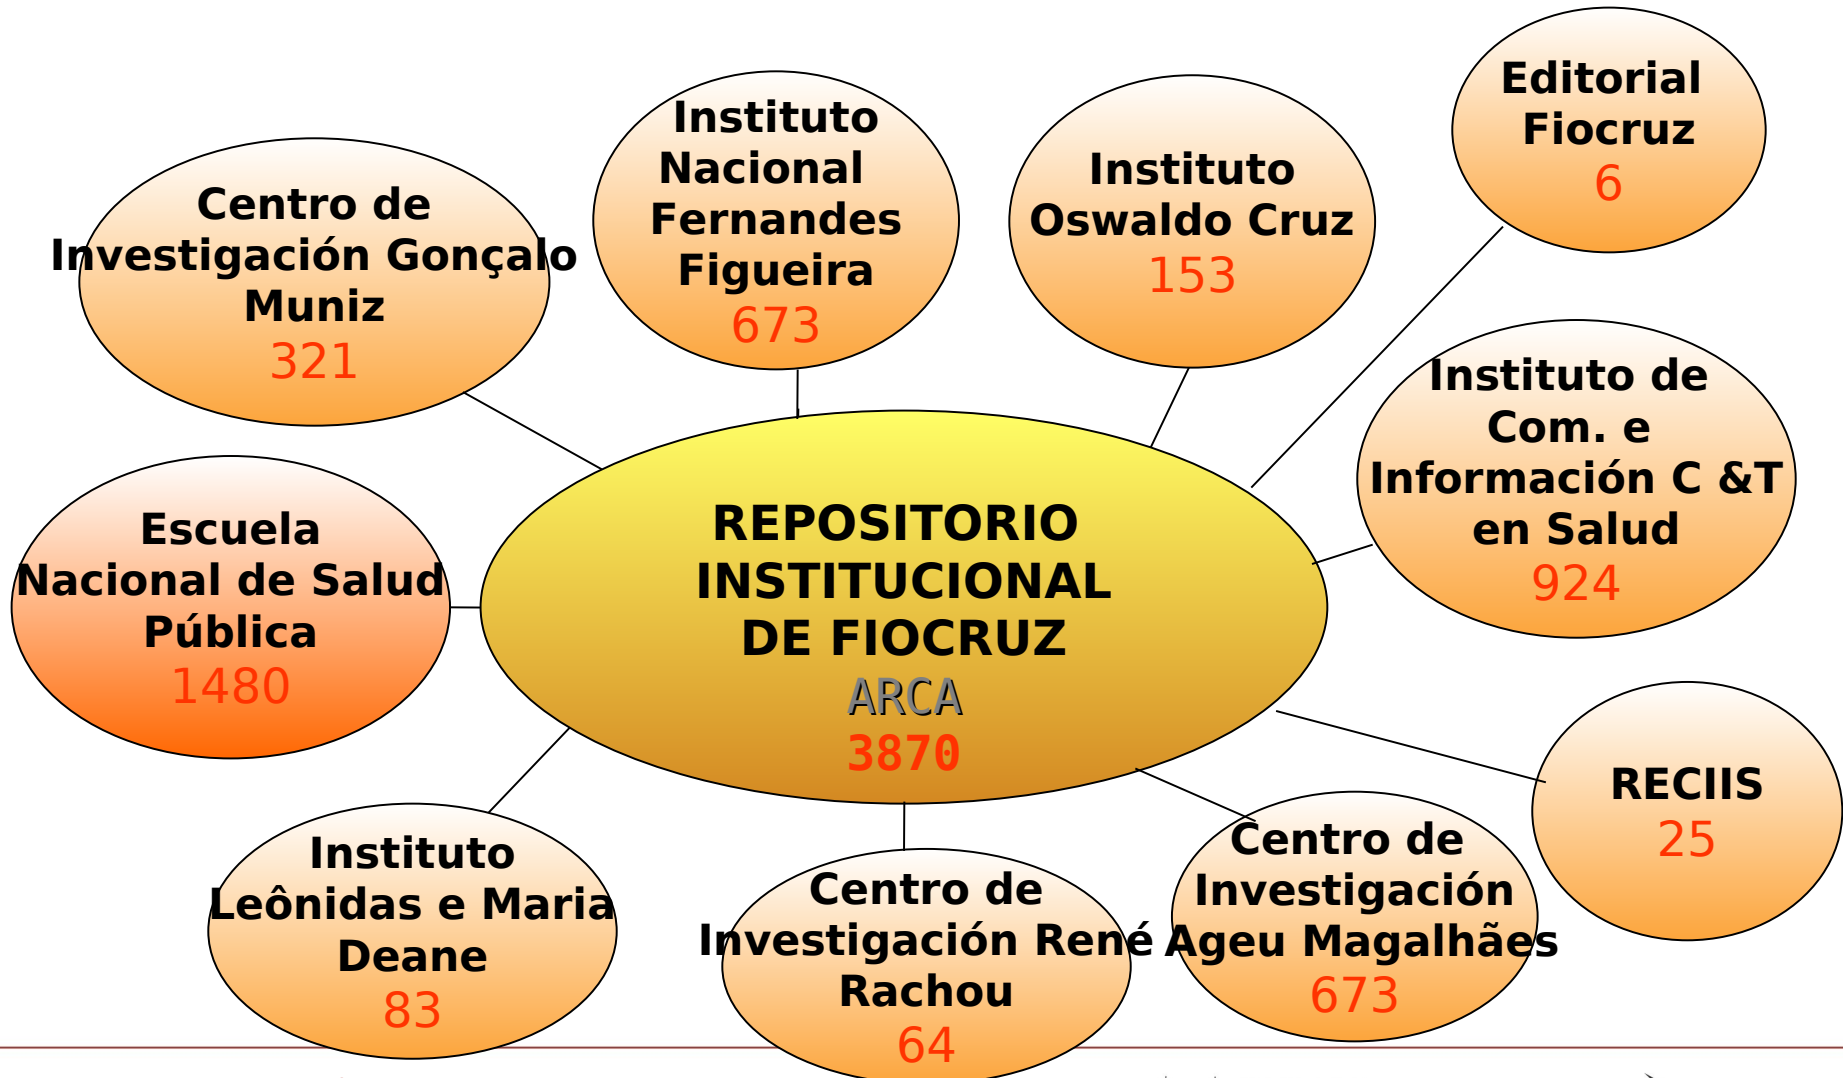 Editorial
Fiocruz
6
Instituto
Nacional
Fernandes
Figueira
673
Instituto
Oswaldo Cruz
153
Centro de
Investigación Gonçalo
Muniz
321
Instituto de
Com. e
Información C &T
en Salud
924
Escuela
Nacional de Salud
Pública
1480
REPOSITORIO
INSTITUCIONAL
DE FIOCRUZ
ARCA
3870
RECIIS
25
Instituto
Leônidas e Maria
Deane
83
Centro de
Investigación René
Rachou
64
Centro de
Investigación
Ageu Magalhães
673